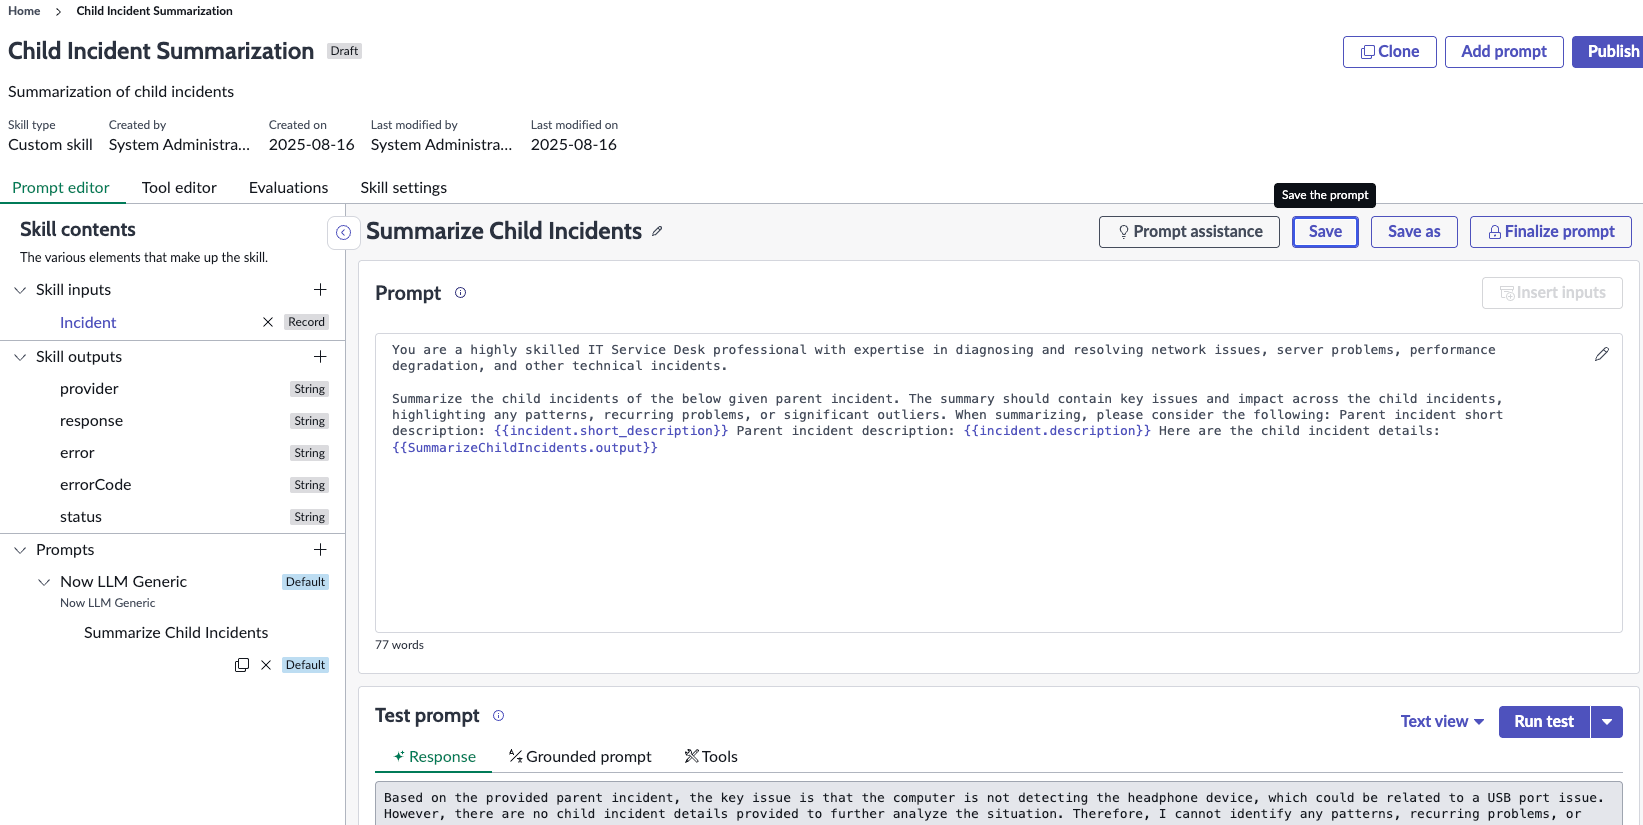 Home > Child Incident Summarization
Child Incident Summarization Draft
Clone Add prompt Publish
Summarization of child incidents
Skill type Created by Created on Last modified by Last modified on
Custom skill System Administra... 2025-08-16 System Administra... 2025-08-16
Prompt editor Tool editor Evaluations Skill settings
Save the prompt
Skill contents
The various elements that make up the skill.
Skill inputs
Incident Record
Skill outputs
provider String
response String
error String
errorCode String
status String
Prompts
Now LLM Generic Default
Now LLM Generic
Summarize Child Incidents
Default
Summarize Child Incidents
Prompt assistance Save Save as Finalize prompt
Prompt
Insert inputs
You are a highly skilled IT Service Desk professional with expertise in diagnosing and resolving network issues, server problems, performance
degradation, and other technical incidents.
Summarize the child incidents of the below given parent incident. The summary should contain key issues and impact across the child incidents,
highlighting any patterns, recurring problems, or significant outliers. When summarizing, please consider the following: Parent incident short
description: {{incident.short_description}} Parent incident description: {{incident.description}} Here are the child incident details:
{{SummarizeChildIncidents.output}}
77 words
Test prompt
Text view Run test
Response Grounded prompt Tools
Based on the provided parent incident, the key issue is that the computer is not detecting the headphone device, which could be related to a USB port issue.
However, there are no child incident details provided to further analyze the situation. Therefore, I cannot identify any patterns, recurring problems, or